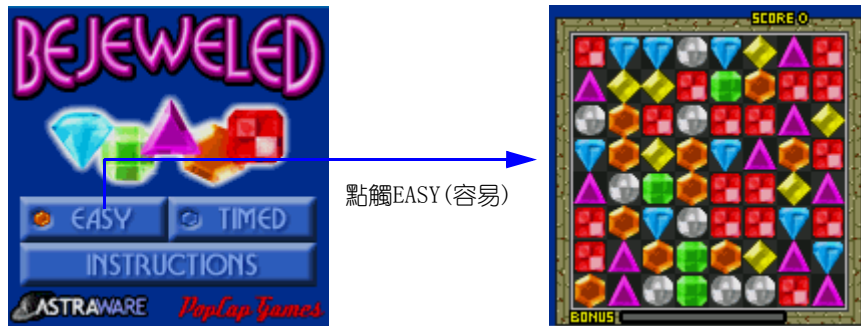 BEJEWELED
EASY
TIMED
INSTRUCTIONS
ASTRAWARE
PopCap Games
點觸EASY(容易)
SCORE 0
BONUS